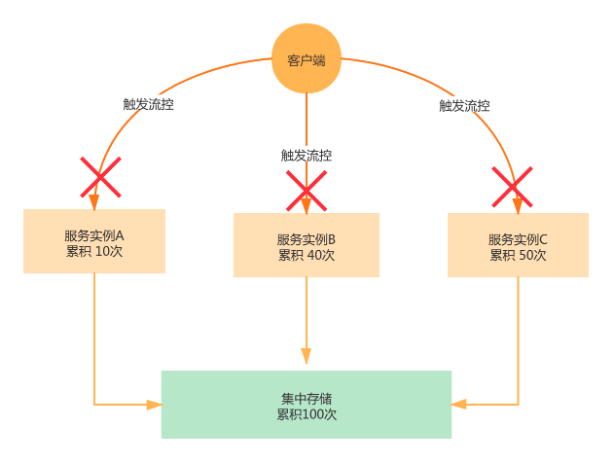 客户端
触发流控
触发流控
触发流控
服务实例A
累积 10次
服务实例B
累积 40次
服务实例C
累积 50次
集中存储
累积100次